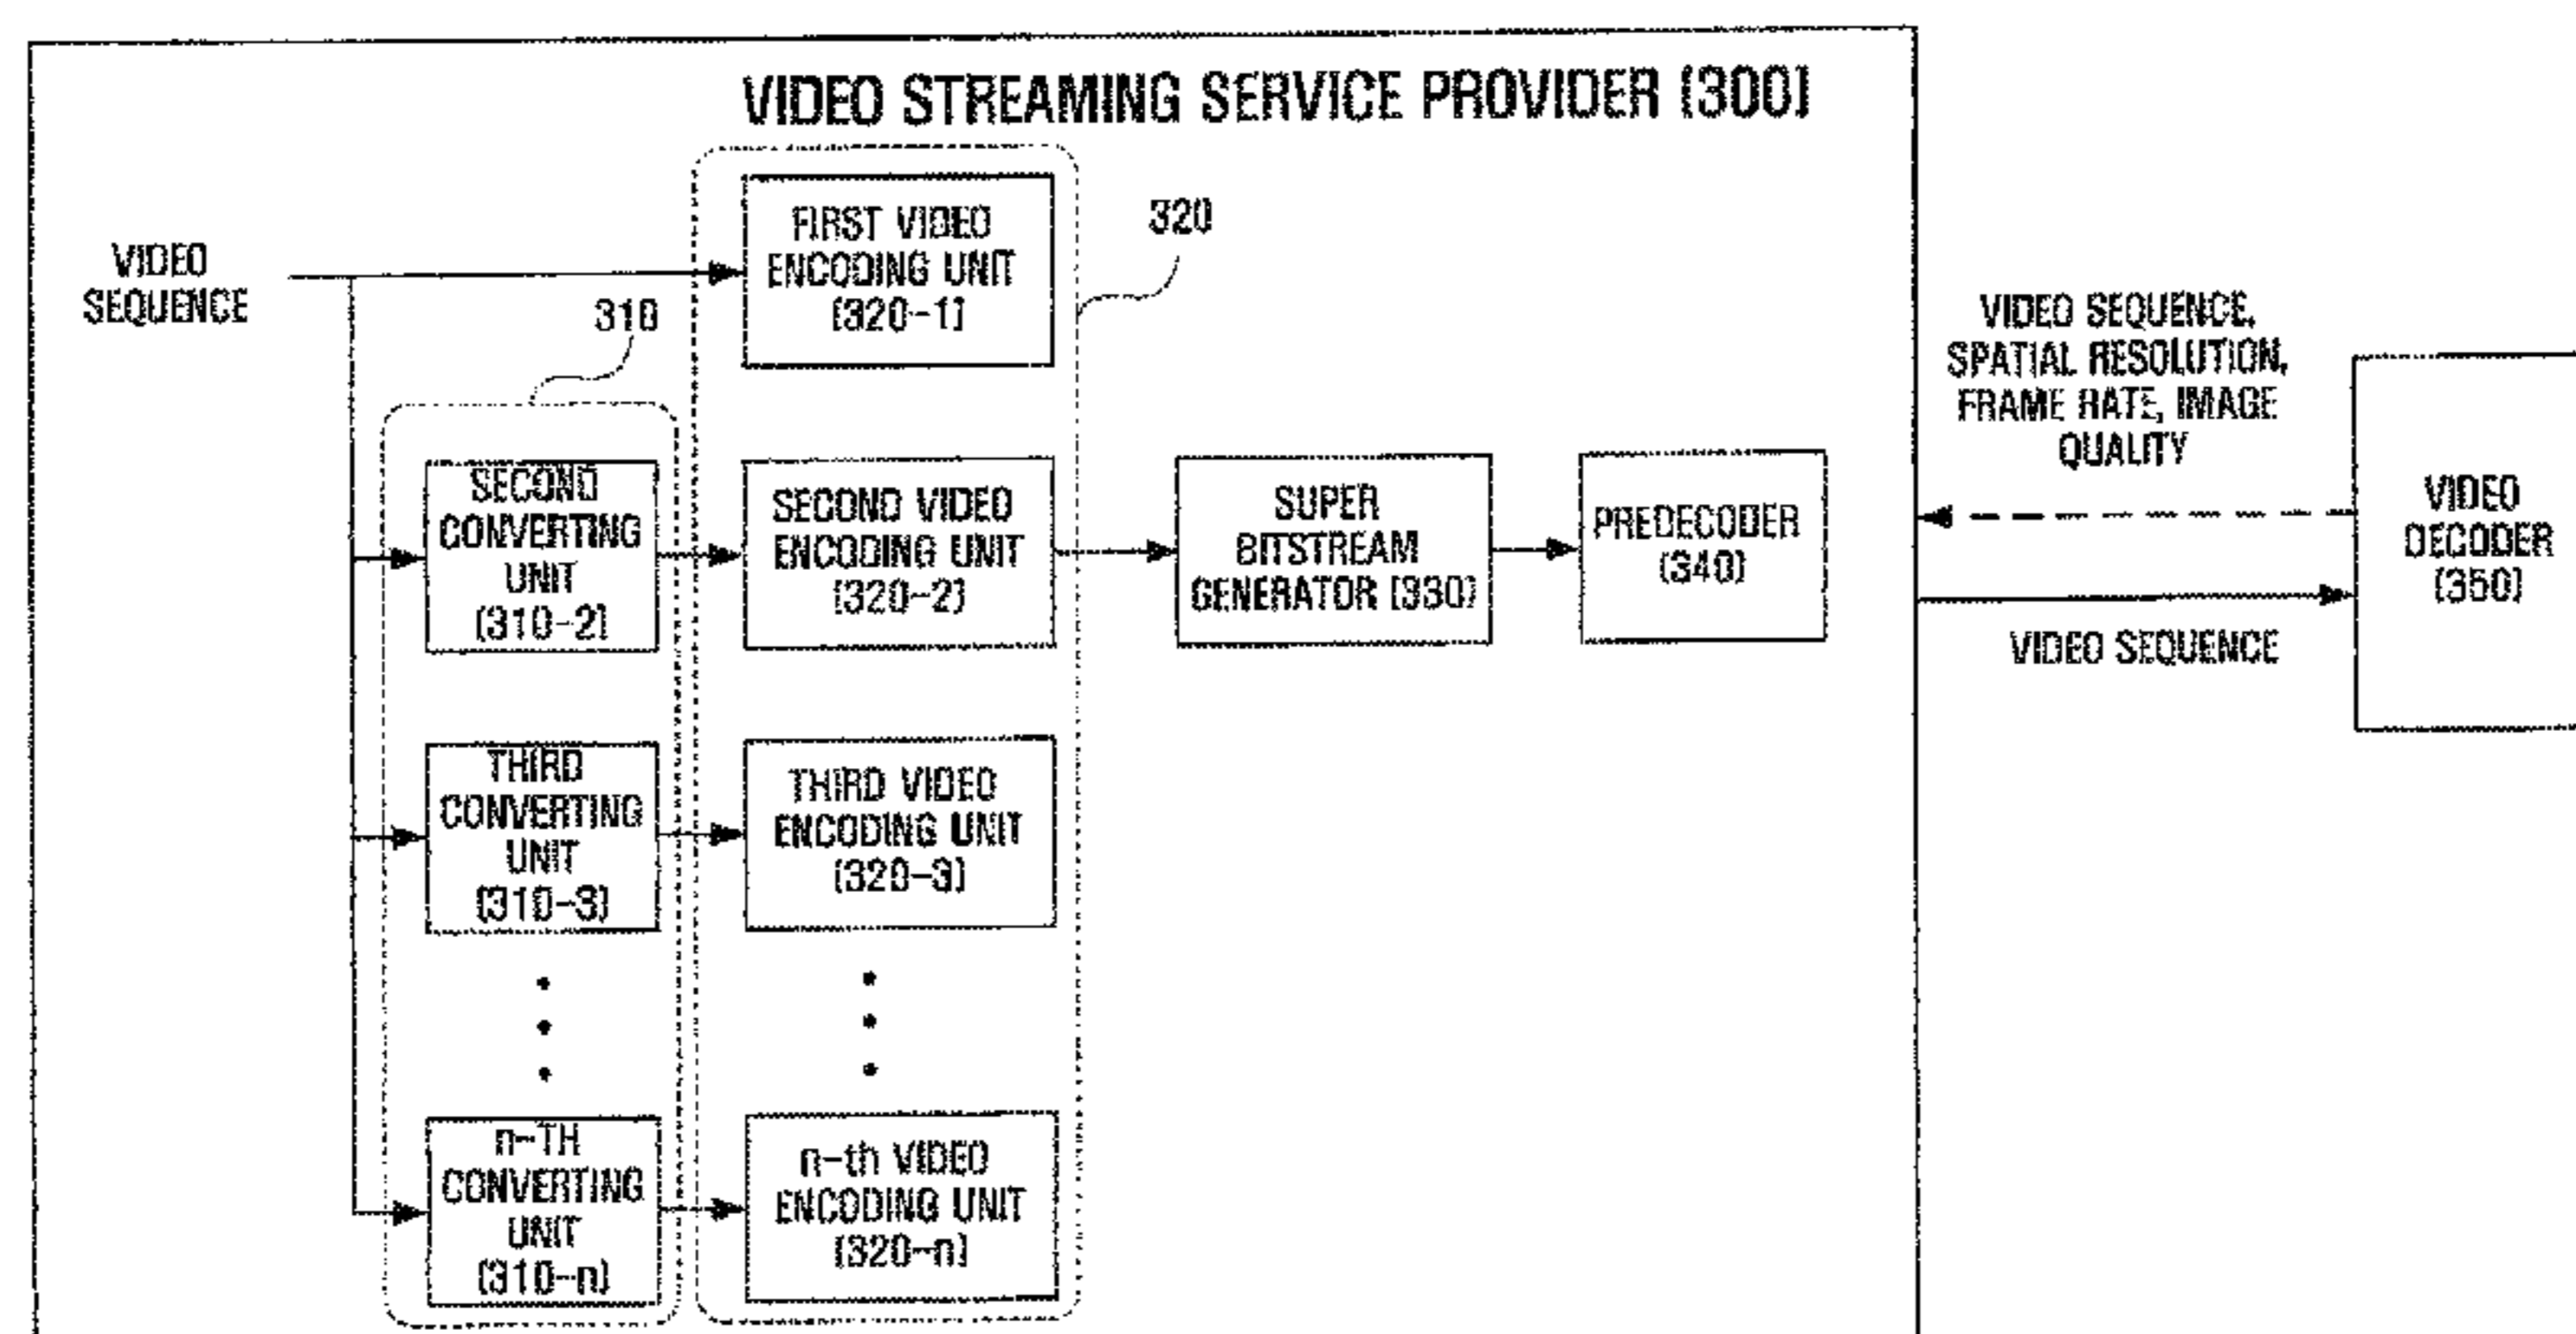 VIDEO STREAMING SERVICE PROVIDER (300)
VIDEO
SEQUENCE
310
320
FIRST VIDEO
ENCODING UNIT
(320-1)
SECOND
CONVERTING
UNIT
(310-2)
SECOND VIDEO
ENCODING UNIT
(320-2)
SUPER
BITSTREAM
GENERATOR (330)
PREDECODER
(340)
VIDEO SEQUENCE,
SPATIAL RESOLUTION,
FRAME RATE, IMAGE
QUALITY
VIDEO SEQUENCE
VIDEO
DECODER
(350)
THIRD
CONVERTING
UNIT
(310-3)
THIRD VIDEO
ENCODING UNIT
(320-3)
n-TH
CONVERTING
UNIT
(310-n)
n-th VIDEO
ENCODING UNIT
(320-n)